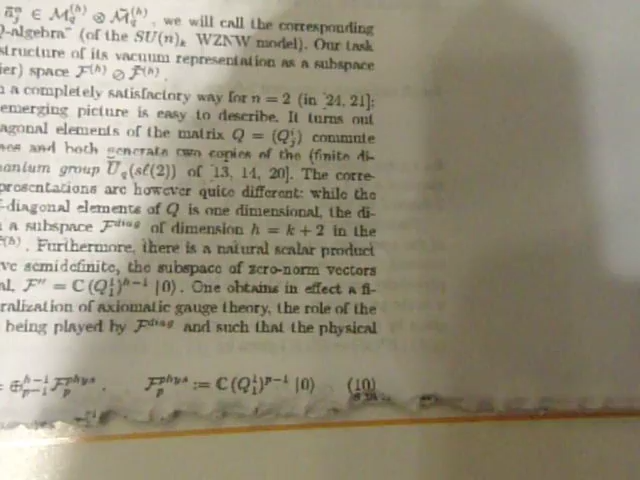 ā_j^n ∈ M_q^(h) ⊗ M̄_q^(h), we will call the corresponding
Q-algebra" (of the SU(n)_k WZNW model). Our task
structure of its vacuum representation as a subspace
space F^(h) ⊗ F̄^(h).
a completely satisfactory way for n = 2 (in [24, 21];
emerging picture is easy to describe. It turns out
agonal elements of the matrix Q = (Q_j^i) commute
and both generate two copies of the (finite di-
group Ū_q(sℓ(2)) of [13, 14, 20]. The corre-
presentations are however quite different: while the
-diagonal elements of Q is one dimensional, the di-
a subspace F^diag of dimension h = k + 2 in the
(h). Furthermore, there is a natural scalar product
ve semidefinite, the subspace of zero-norm vectors
al, F'' = C (Q_1^1)^{h-1} |0⟩. One obtains in effect a fi-
ralization of axiomatic gauge theory, the role of the
being played by F^diag and such that the physical
= ⊕_{p=1}^{h-1} F_p^phys , F_p^phys := C (Q_1^1)^{p-1} |0⟩ (10)